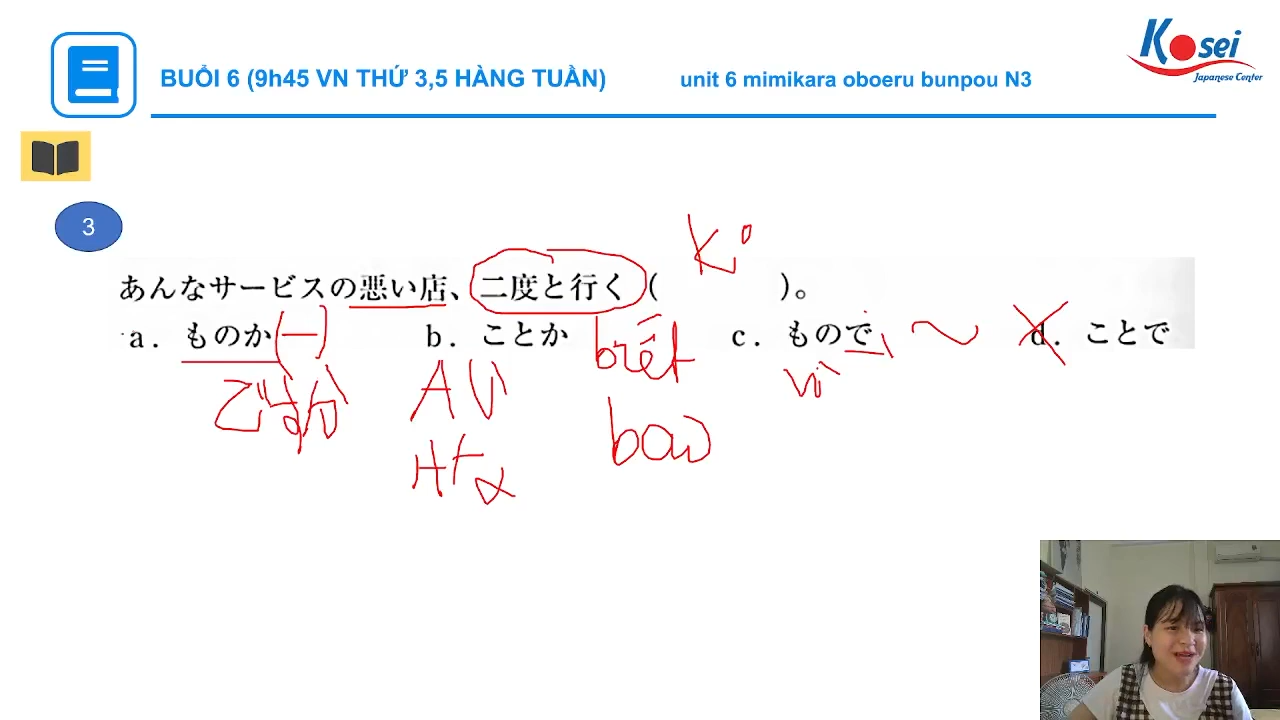 Kosei
Japanese Center
BUỔI 6 (9h45 VN THỨ 3,5 HÀNG TUẦN) unit 6 mimikara oboeru bunpou N3
3
Ko
あんなサービスの悪い店、二度と行く( )。
a. ものか(―) b. ことか biết c. もので、~ d. ことで
vì
AV
bao